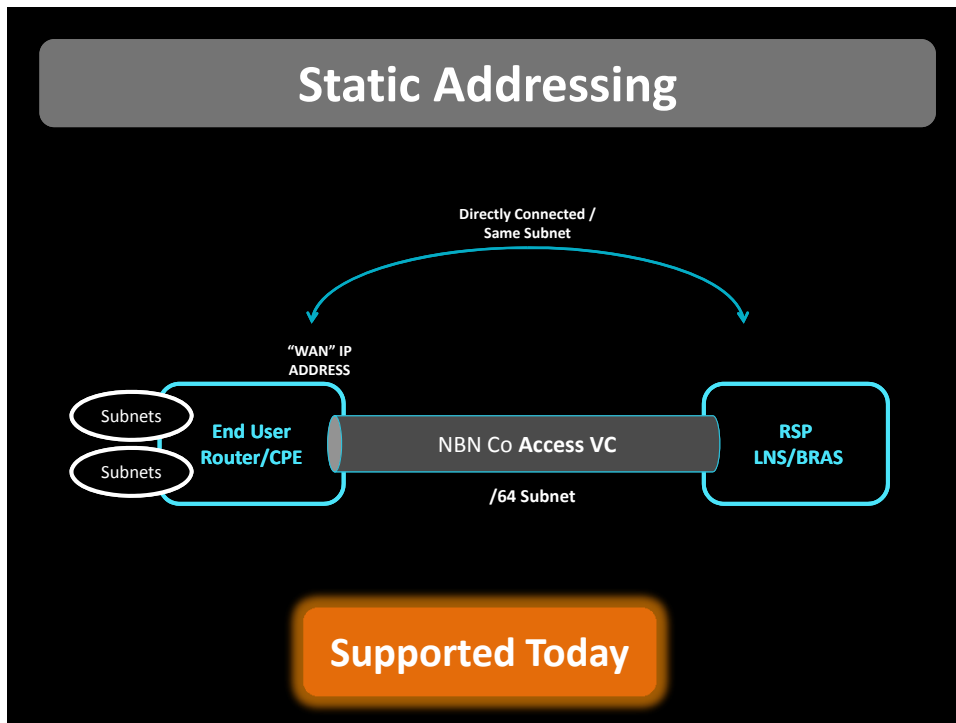 Static Addressing
Directly Connected /
Same Subnet
“WAN” IP
ADDRESS
Subnets
Subnets
End User
Router/CPE
NBN Co Access VC
RSP
LNS/BRAS
/64 Subnet
Supported Today